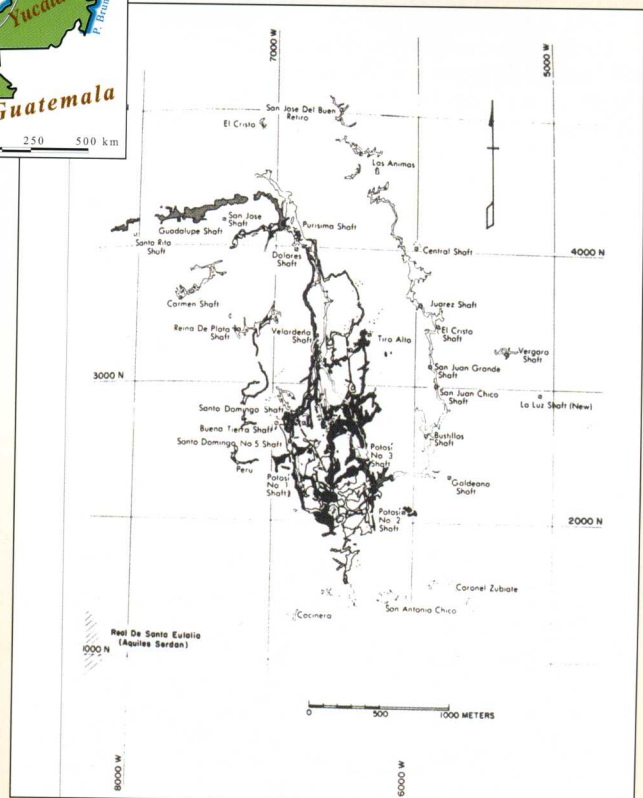 Yucatá
P. Brun
Guatemala
250 500 km
7000 W
5000 W
San Jose Del Buen
Retiro
El Cristo
Las Animas
San Jose
Shaft
Guadalupe Shaft
Purisima Shaft
Santa Rita
Shaft
Dolores
Shaft
Central Shaft
4000 N
Carmen Shaft
Juarez Shaft
Reina De Plata
Shaft
Velardeña
Shaft
Tiro Alto
El Cristo
Shaft
Vergara
Shaft
San Juan Grande
Shaft
3000 N
San Juan Chico
Shaft
La Luz Shaft (New)
Santo Domingo Shaft
Buena Tierra Shaft
Bustillos
Shaft
Santo Domingo No 5 Shaft
Potosi
No 3
Shaft
Peru
Potosi
No 1
Shaft
Galdeano
Shaft
Potosi
No 2
Shaft
2000 N
Coronel Zubiate
San Antonio Chico
Cocinera
Real De Santa Eulalia
(Aquiles Serdan)
1000 N
0 500 1000 METERS
8000 W
6000 W